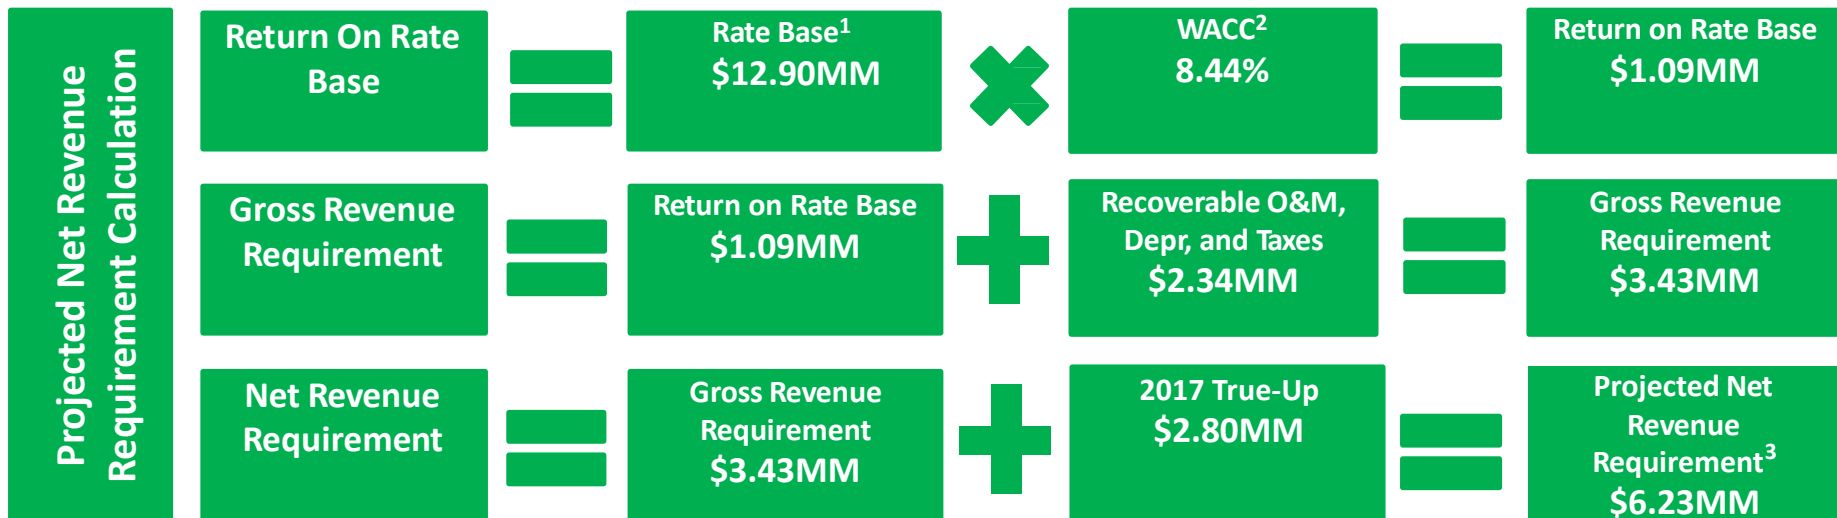 Projected Net Revenue
Requirement Calculation
Return On Rate
Base
Rate Base¹
$12.90MM
WACC²
8.44%
Return on Rate Base
$1.09MM
Gross Revenue
Requirement
Return on Rate Base
$1.09MM
Recoverable O&M,
Depr, and Taxes
$2.34MM
Gross Revenue
Requirement
$3.43MM
Net Revenue
Requirement
Gross Revenue
Requirement
$3.43MM
2017 True-Up
$2.80MM
Projected Net
Revenue
Requirement³
$6.23MM